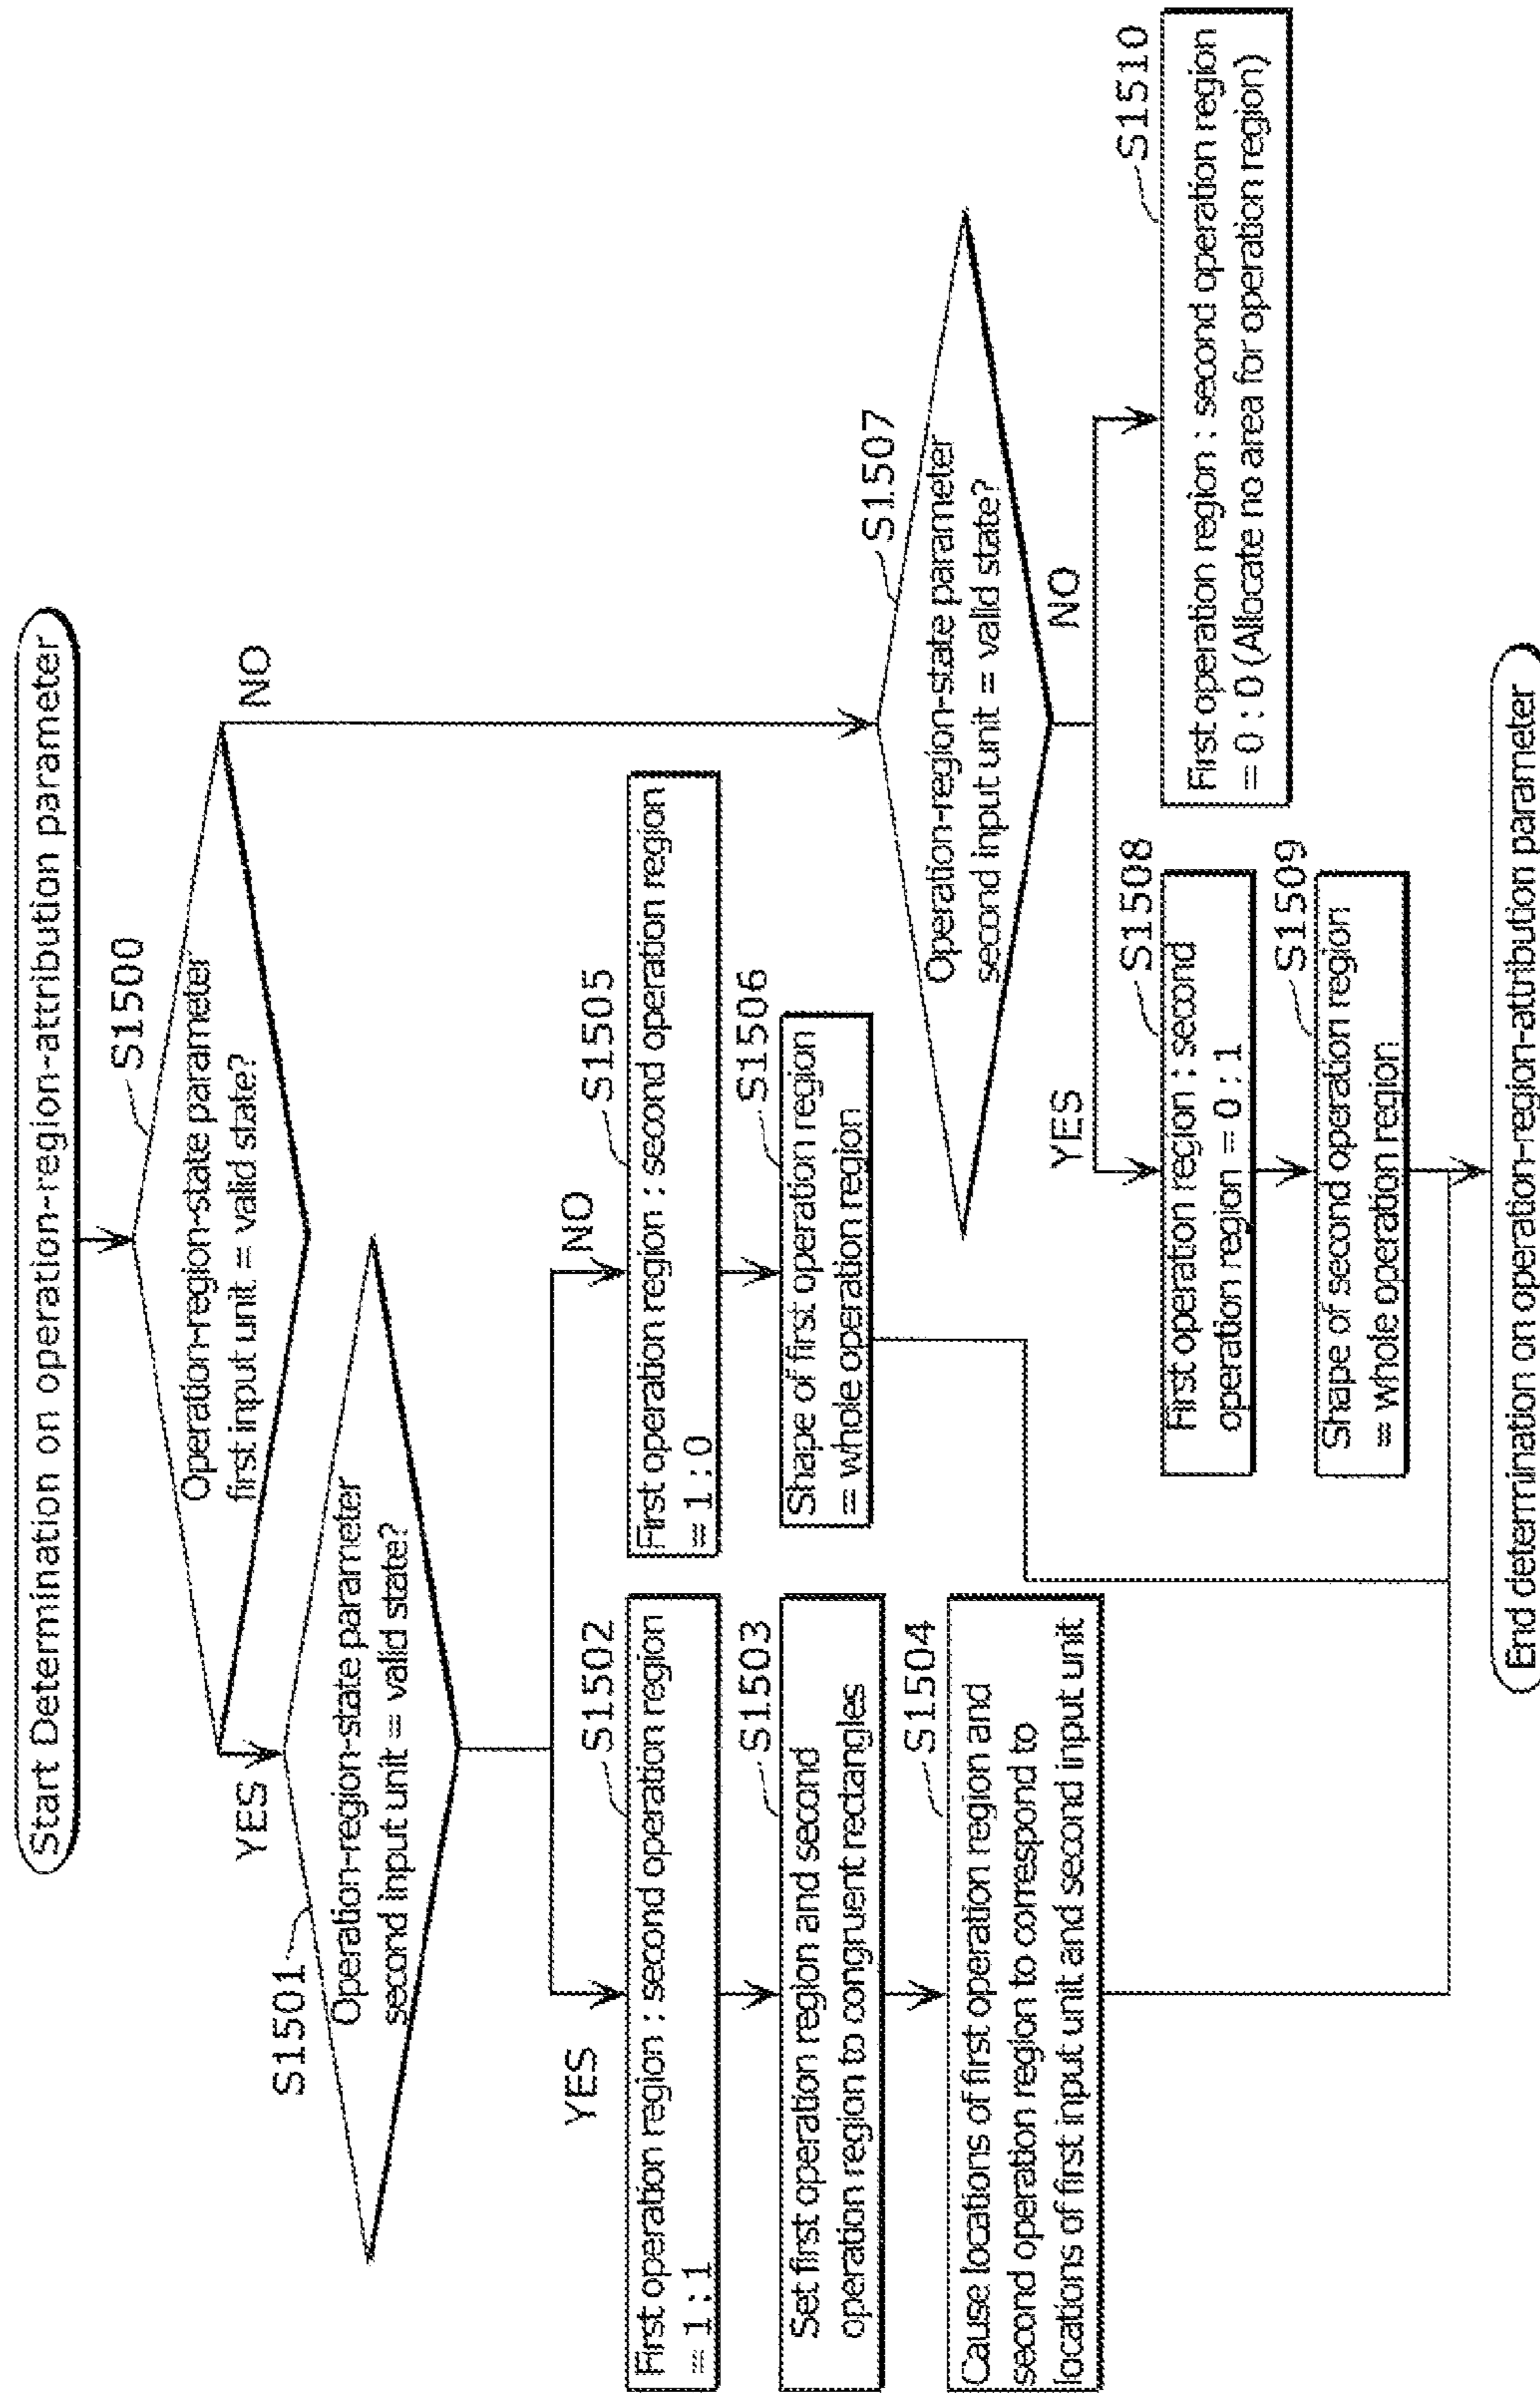 Start Determination on operation-region-attribution parameter
S1500
Operation-region-state parameter
first input unit = valid state?
YES
NO
S1501
Operation-region-state parameter
second input unit = valid state?
YES
NO
S1502
First operation region : second operation region
= 1 : 1
S1503
Set first operation region and second
operation region to congruent rectangles
S1504
Cause locations of first operation region and
second operation region to correspond to
locations of first input unit and second input unit
S1505
First operation region : second operation region
= 1 : 0
S1506
Shape of first operation region
= whole operation region
S1507
Operation-region-state parameter
second input unit = valid state?
YES
NO
S1508
First operation region : second
operation region = 0 : 1
S1509
Shape of second operation region
= whole operation region
S1510
First operation region : second operation region
= 0 : 0 (Allocate no area for operation region)
End determination on operation-region-attribution parameter